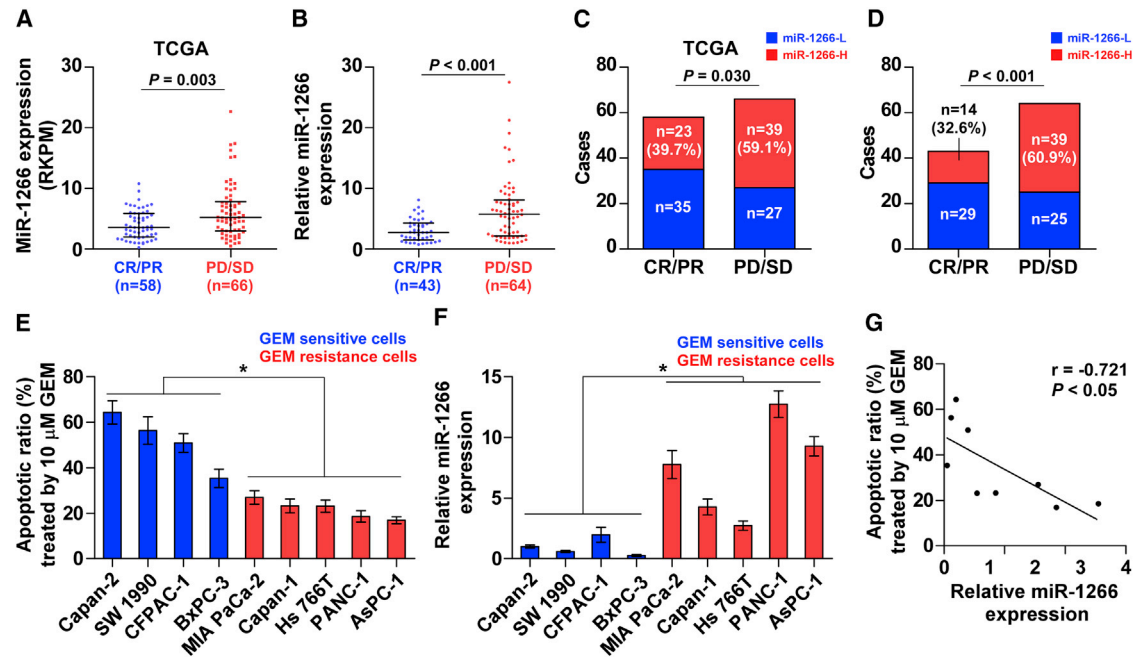 A
TCGA
MiR-1266 expression
(RKPM)
30
20
10
0
P = 0.003
CR/PR
(n=58)
PD/SD
(n=66)
B
Relative miR-1266
expression
30
20
10
0
P < 0.001
CR/PR
(n=43)
PD/SD
(n=64)
C
miR-1266-L
miR-1266-H
TCGA
P = 0.030
Cases
80
60
40
20
0
n=23
(39.7%)
n=35
n=39
(59.1%)
n=27
CR/PR
PD/SD
D
miR-1266-L
miR-1266-H
P < 0.001
Cases
80
60
40
20
0
n=14
(32.6%)
n=29
n=39
(60.9%)
n=25
CR/PR
PD/SD
E
GEM sensitive cells
GEM resistance cells
*
Apoptotic ratio (%)
treated by 10 μM GEM
80
60
40
20
0
Capan-2
SW 1990
CFPAC-1
BxPC-3
MIA PaCa-2
Capan-1
Hs 766T
PANC-1
AsPC-1
F
GEM sensitive cells
GEM resistance cells
*
Relative miR-1266
expression
15
10
5
0
Capan-2
SW 1990
CFPAC-1
BxPC-3
MIA PaCa-2
Capan-1
Hs 766T
PANC-1
AsPC-1
G
r = -0.721
P < 0.05
Apoptotic ratio (%)
treated by 10 μM GEM
80
60
40
20
0
0
1
2
3
4
Relative miR-1266
expression